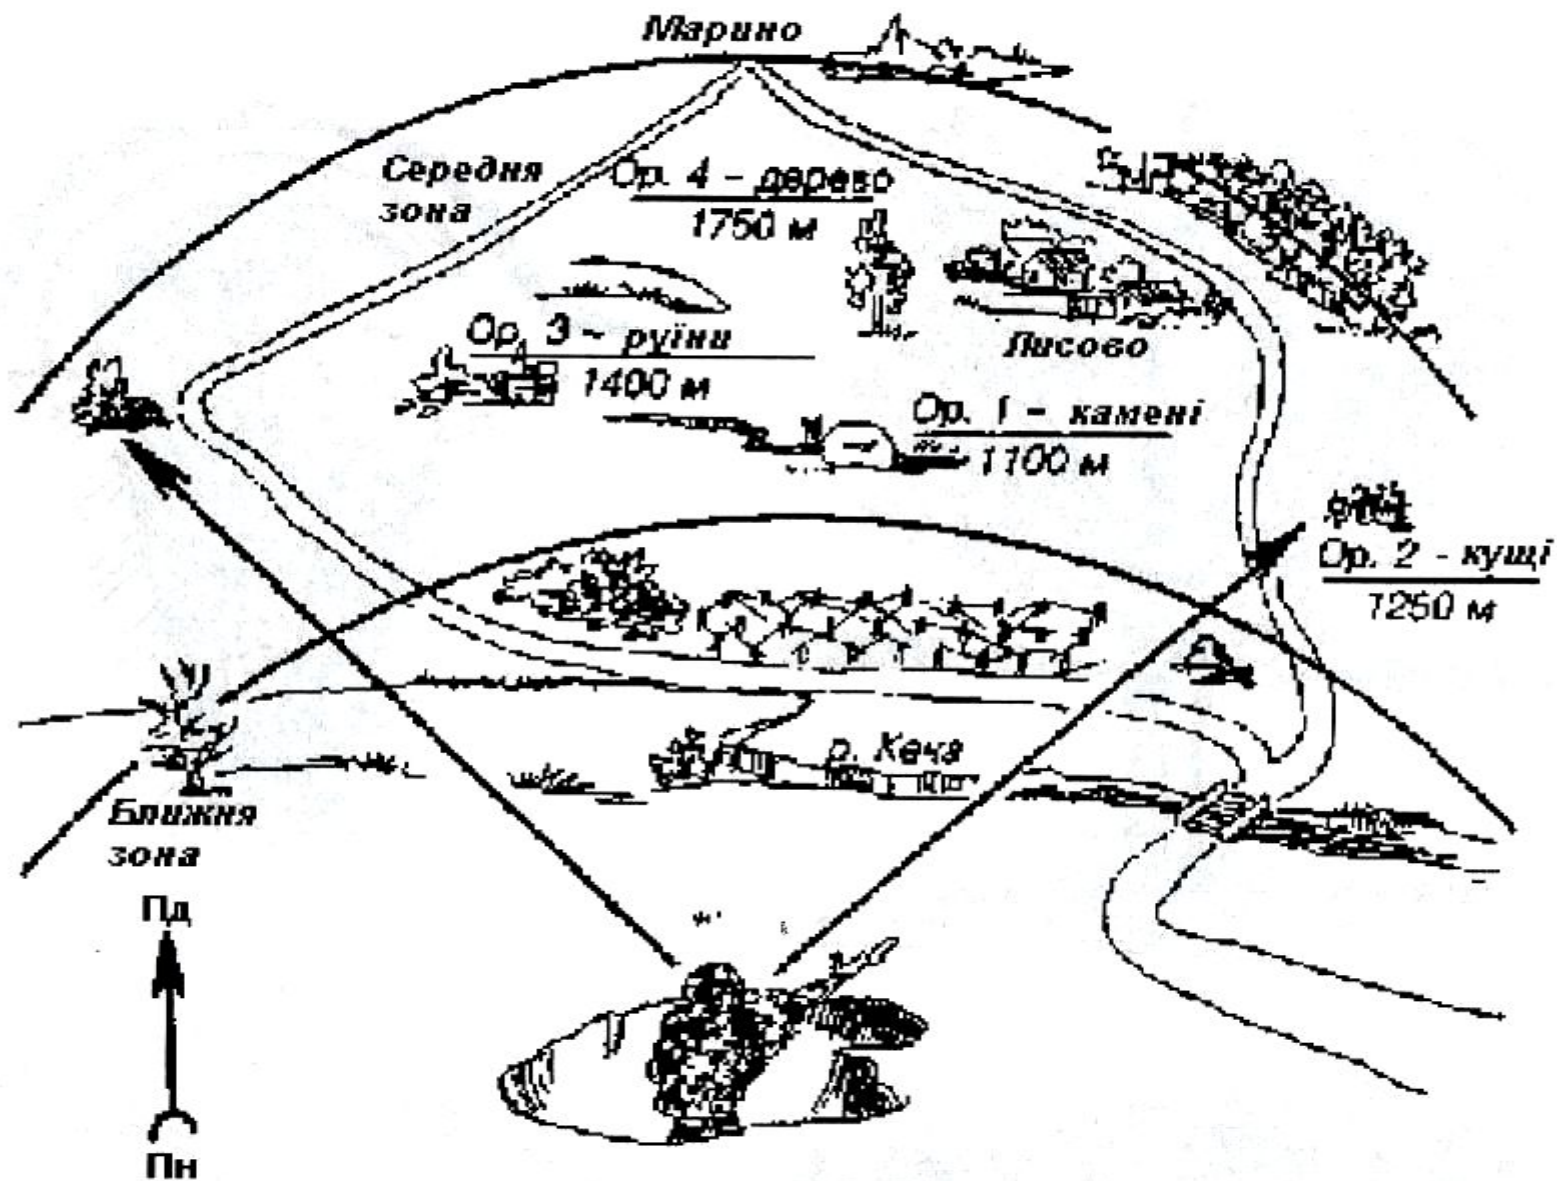 Марино
Середня
зона
Ор. 4 - дерево
1750 м
Ор. 3 - руїни
1400 м
Лисово
Ор. 1 - камені
1100 м
Ор. 2 - кущі
1250 м
р. Кеча
Ближня
зона
Пд
Пн